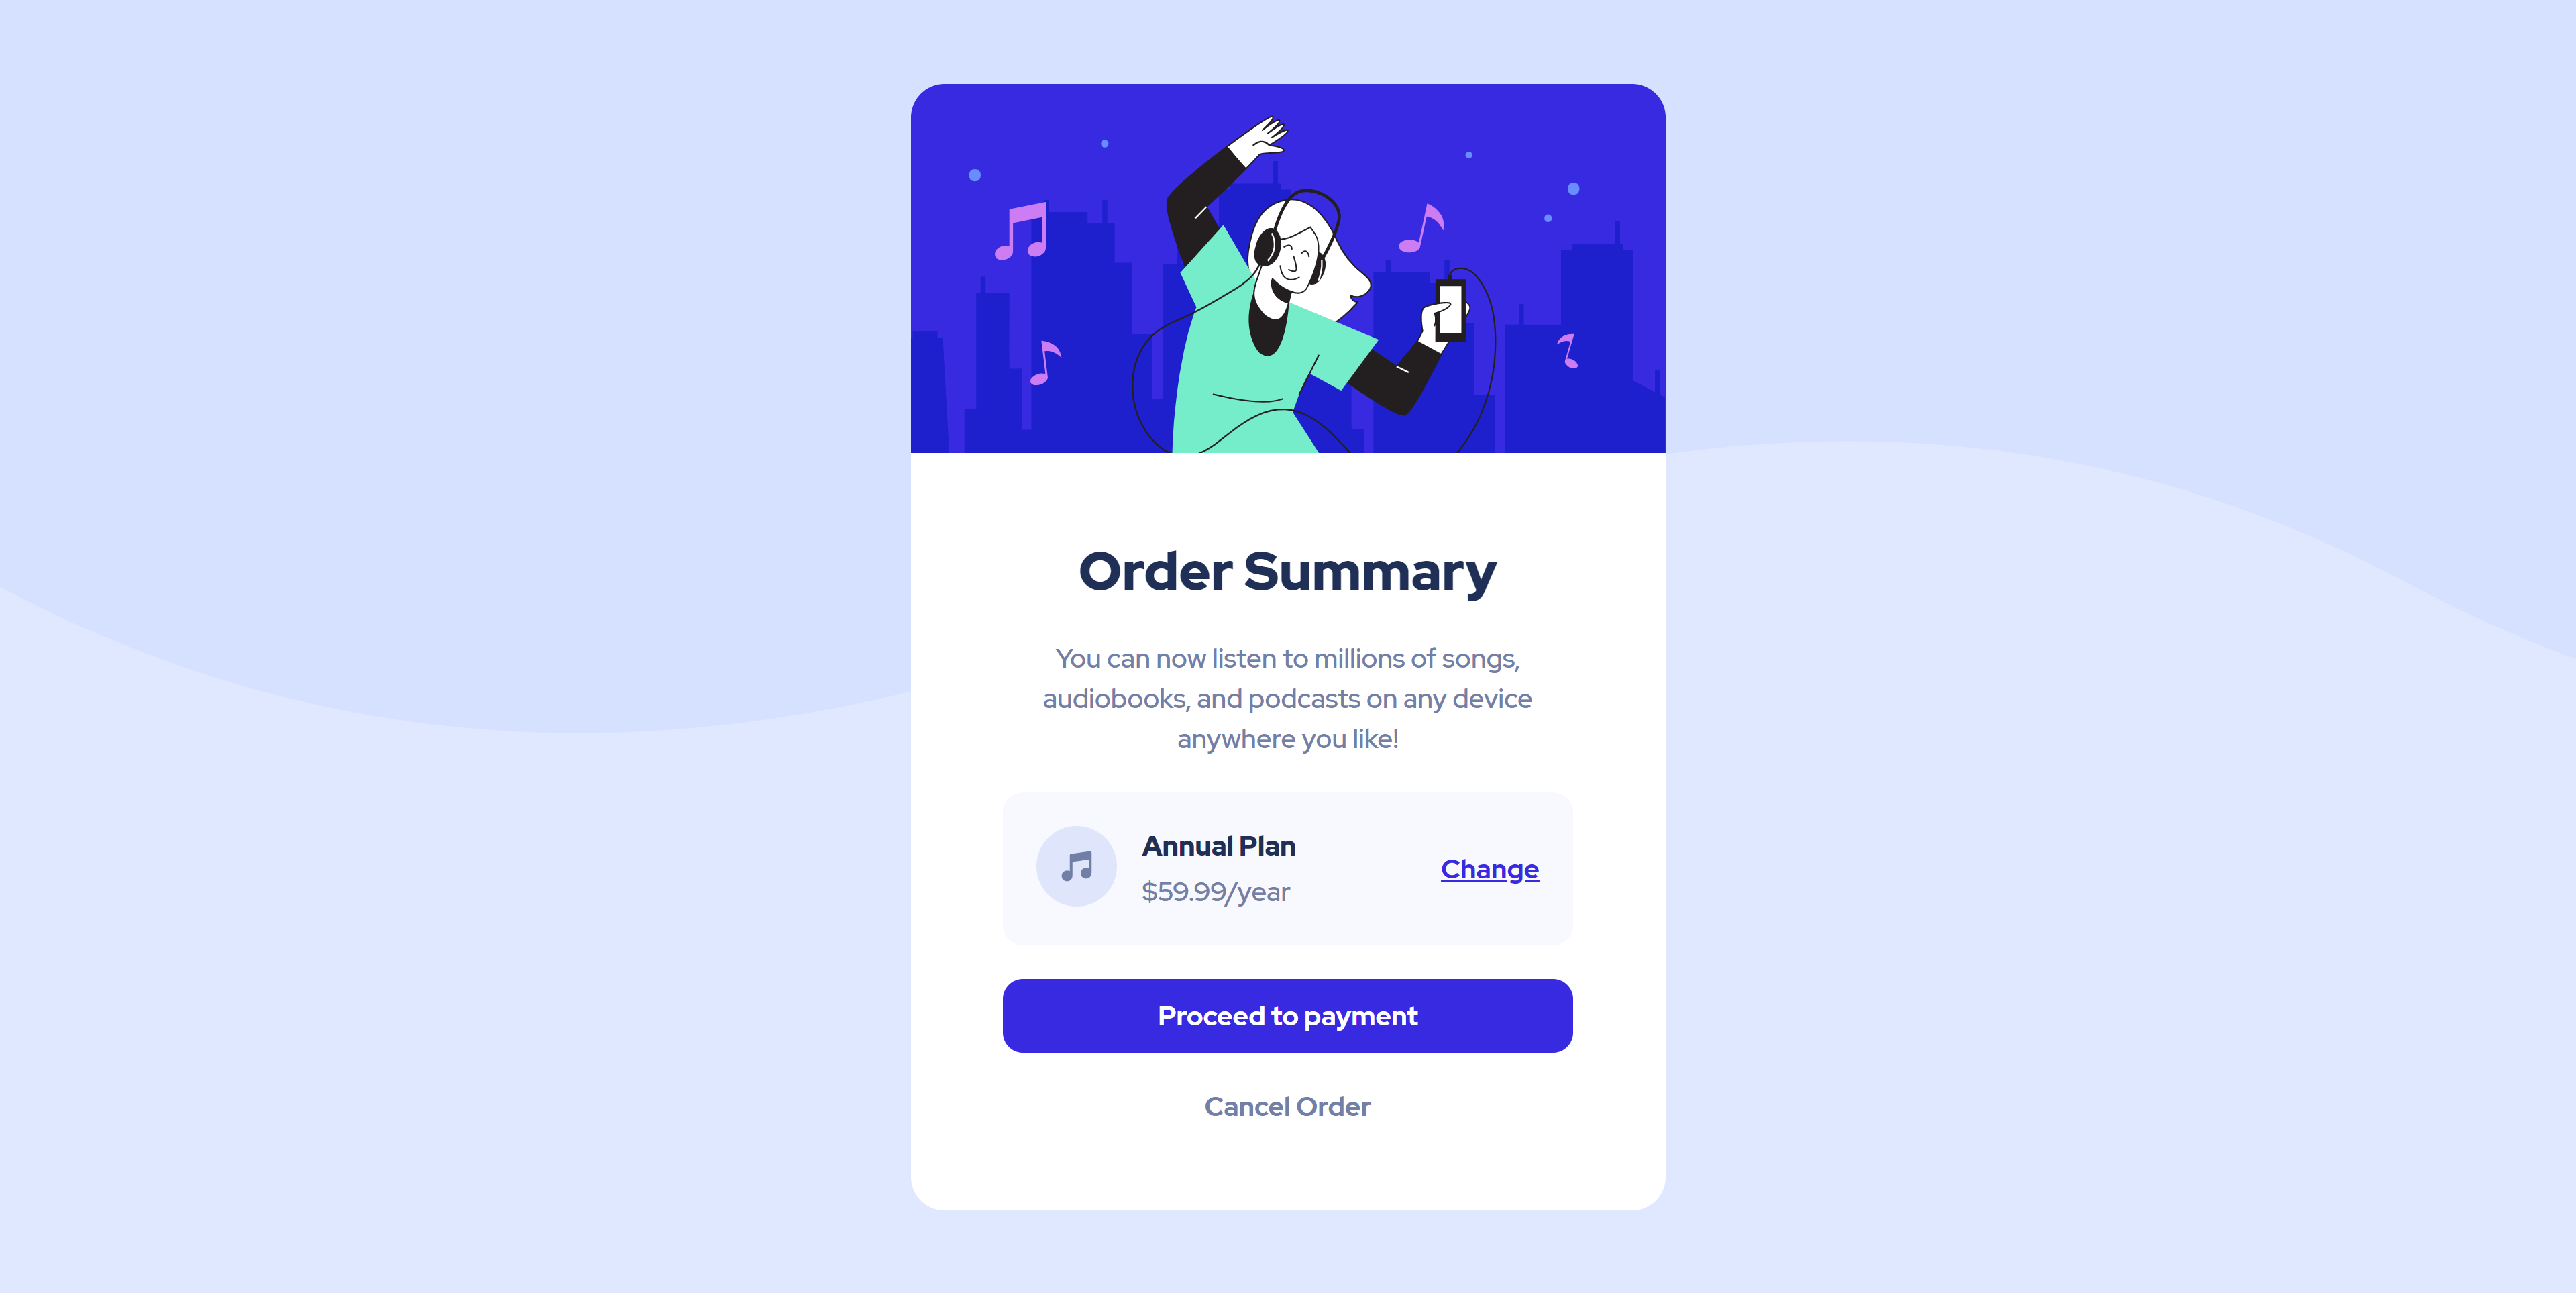 Order Summary
You can now listen to millions of songs,
audiobooks, and podcasts on any device
anywhere you like!
Annual Plan
$59.99/year
Change
Proceed to payment
Cancel Order